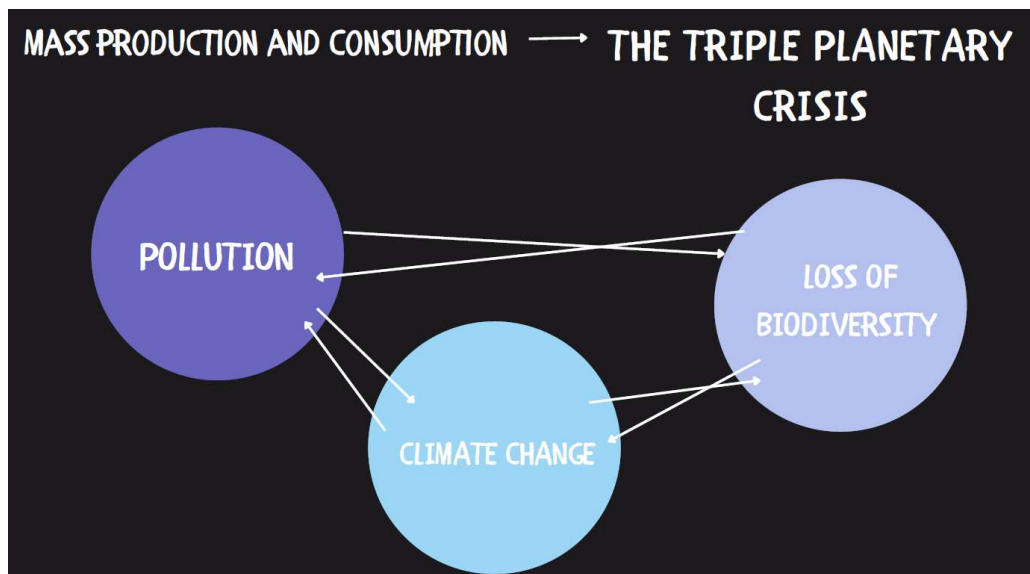 MASS PRODUCTION AND CONSUMPTION
THE TRIPLE PLANETARY
CRISIS
POLLUTION
LOSS OF
BIODIVERSITY
CLIMATE CHANGE